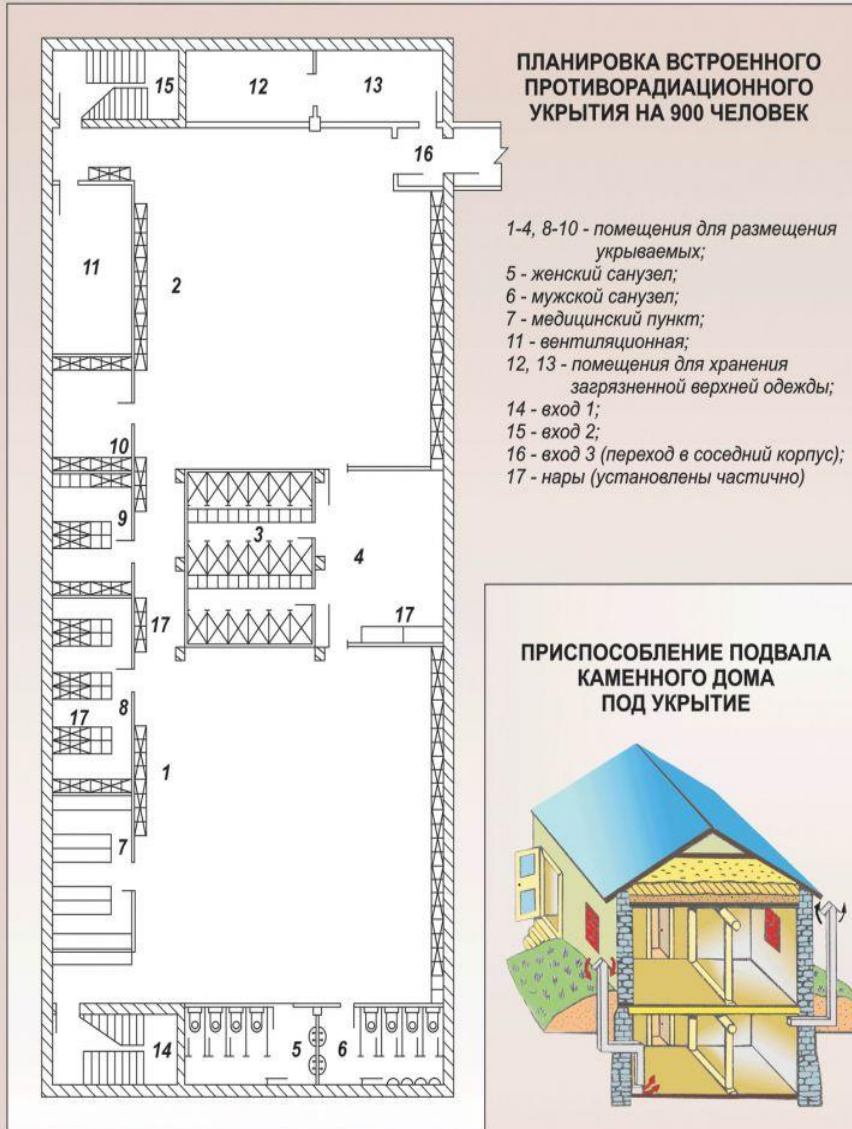 ПЛАНИРОВКА ВСТРОЕННОГО
ПРОТИВОРАДИАЦИОННОГО
УКРЫТИЯ НА 900 ЧЕЛОВЕК
1-4, 8-10 - помещения для размещения
укрываемых;
5 - женский санузел;
6 - мужской санузел;
7 - медицинский пункт;
11 - вентиляционная;
12, 13 - помещения для хранения
загрязненной верхней одежды;
14 - вход 1;
15 - вход 2;
16 - вход 3 (переход в соседний корпус);
17 - нары (установлены частично)
15
12
13
16
11
2
10
9
3
4
17
17
8
17
1
7
14
5
6
ПРИСПОСОБЛЕНИЕ ПОДВАЛА
КАМЕННОГО ДОМА
ПОД УКРЫТИЕ